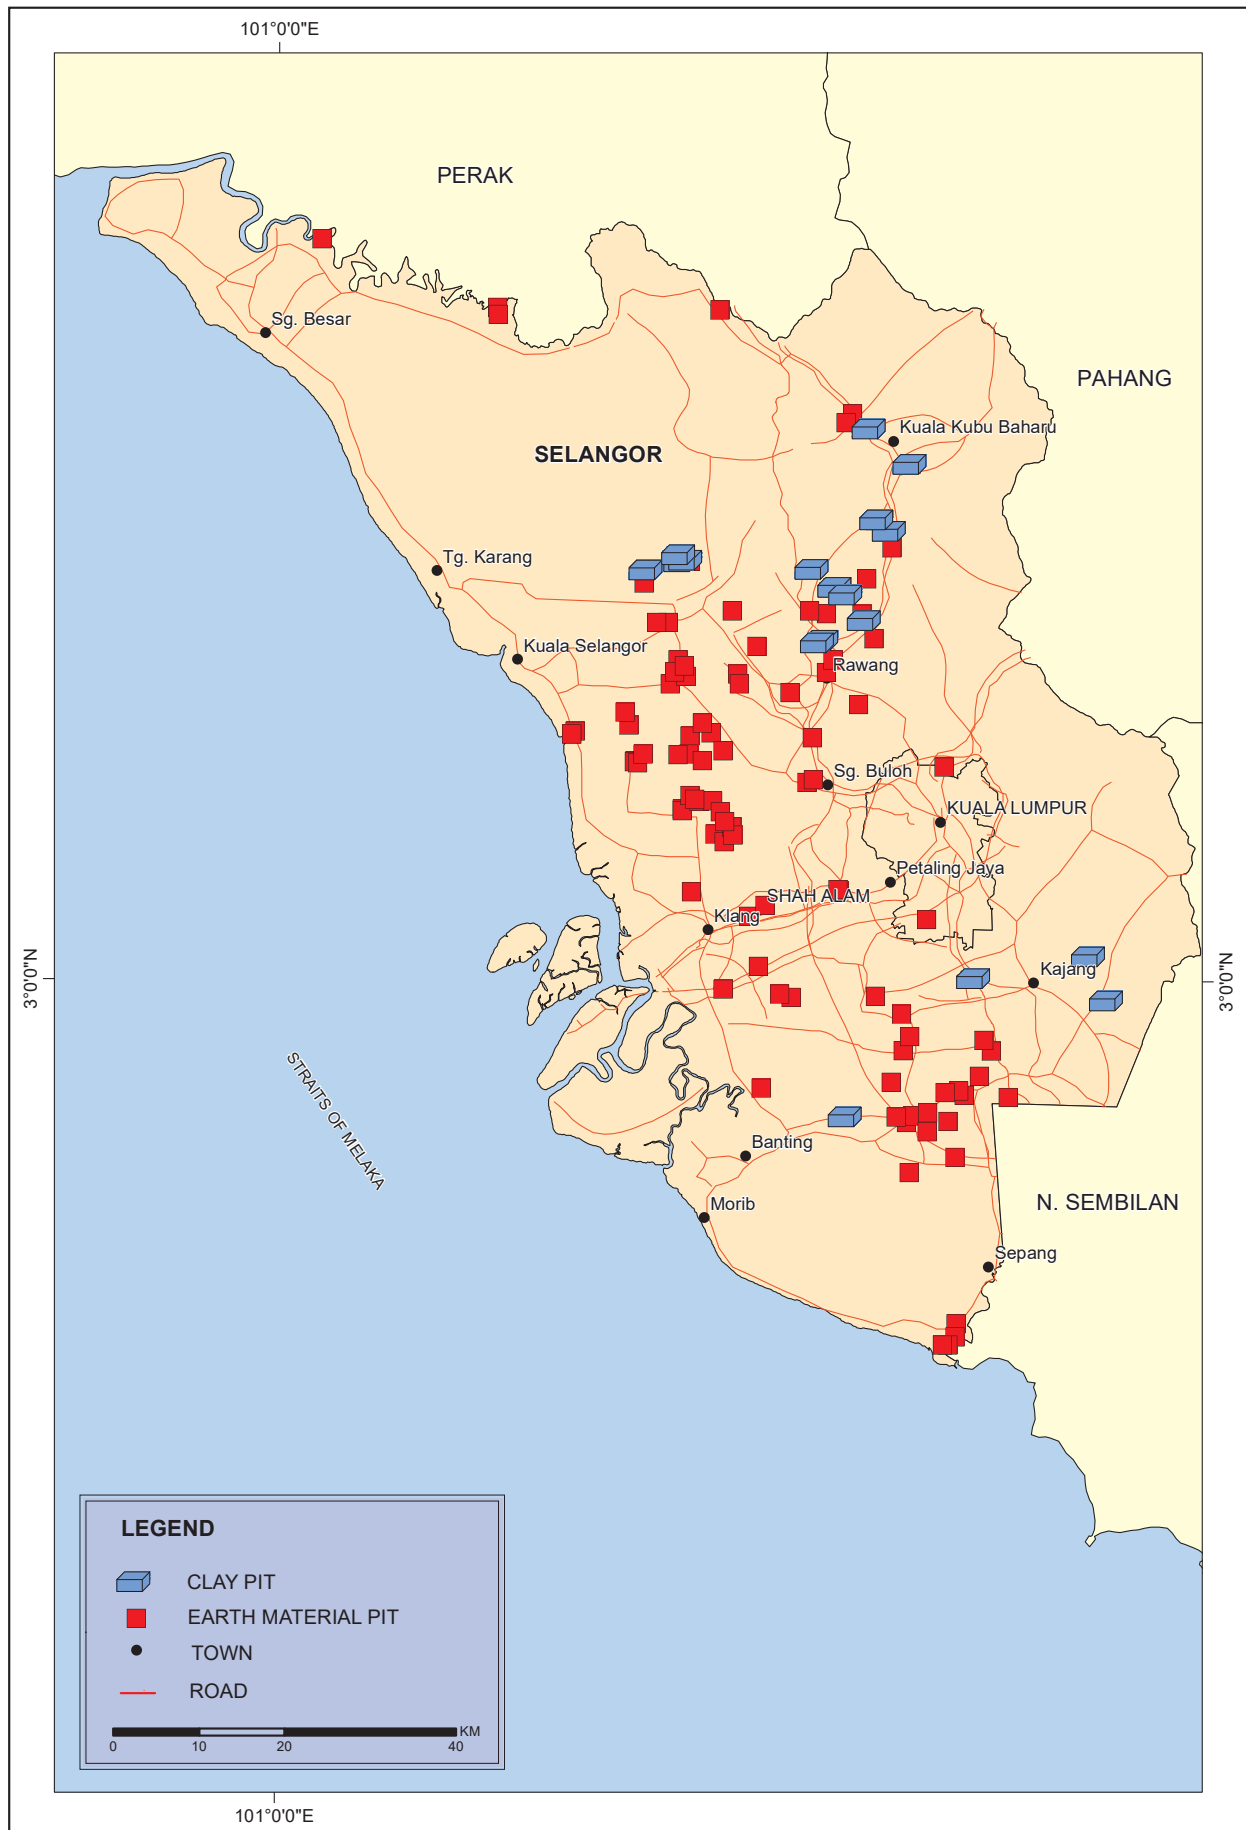 101°0'0"E
PERAK
Sg. Besar
PAHANG
Kuala Kubu Baharu
SELANGOR
Tg. Karang
Kuala Selangor
Rawang
Sg. Buloh
KUALA LUMPUR
Petaling Jaya
SHAH ALAM
Klang
Kajang
3°0'0"N
3°0'0"N
STRAITS OF MELAKA
Banting
Morib
N. SEMBILAN
Sepang
LEGEND
CLAY PIT
EARTH MATERIAL PIT
TOWN
ROAD
KM
0 10 20 40
101°0'0"E